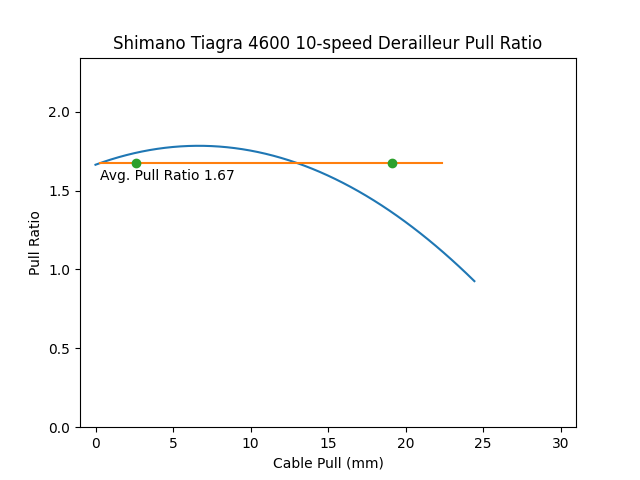 Shimano Tiagra 4600 10-speed Derailleur Pull Ratio
2.0
Avg. Pull Ratio 1.67
1.5
Pull Ratio
1.0
0.5
0.0
0 5 10 15 20 25 30
Cable Pull (mm)